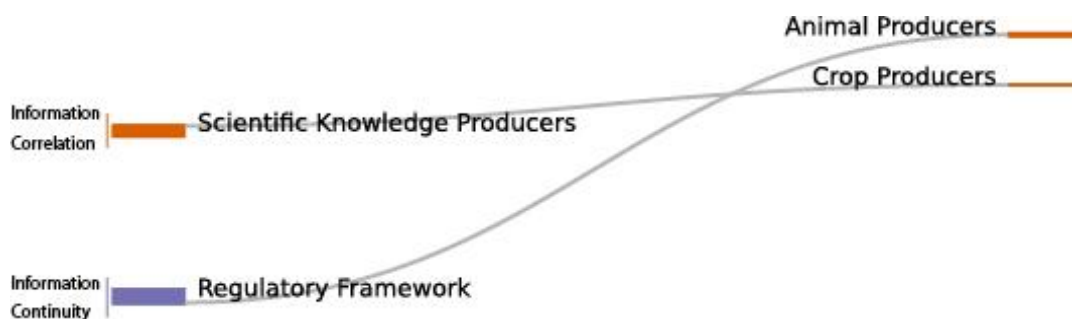 Animal Producers
Crop Producers
Information
Correlation
Scientific Knowledge Producers
Information
Continuity
Regulatory Framework